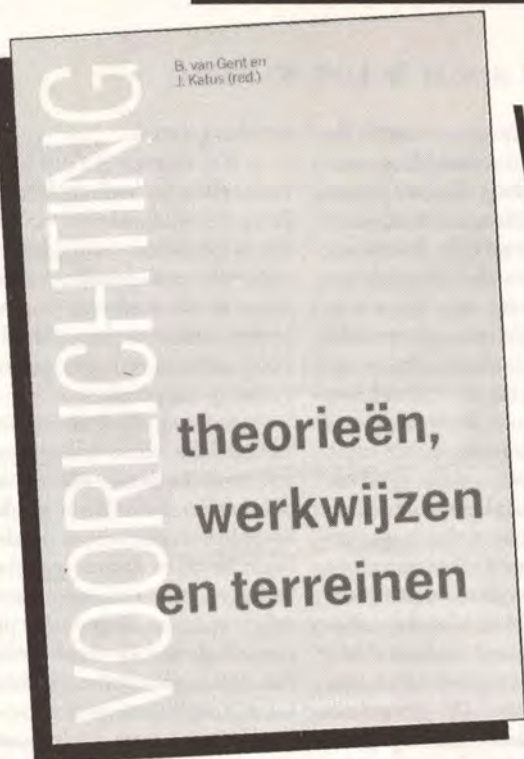 B. van Gent en
J. Katus (red.)
VOORLICHTING
theorieën,
werkwijzen
en terreinen